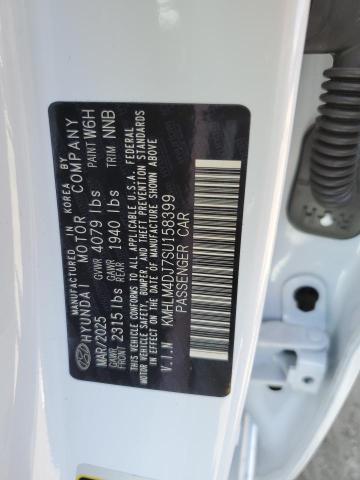 MANUFACTURED IN KOREA BY
HYUNDAI MOTOR COMPANY
MAR/2025 GVWR 4079 lbs PAINT W6H
GAWR FRONT 2315 lbs GAWR REAR 1940 lbs TRIM NNB
THIS VEHICLE CONFORMS TO ALL APPLICABLE U.S.A. FEDERAL
MOTOR VEHICLE SAFETY, BUMPER, AND THEFT PREVENTION STANDARDS
IN EFFECT ON THE DATE OF MANUFACTURE SHOWN ABOVE.
V.I.N KMHLM4DJ7SU158399
PASSENGER CAR